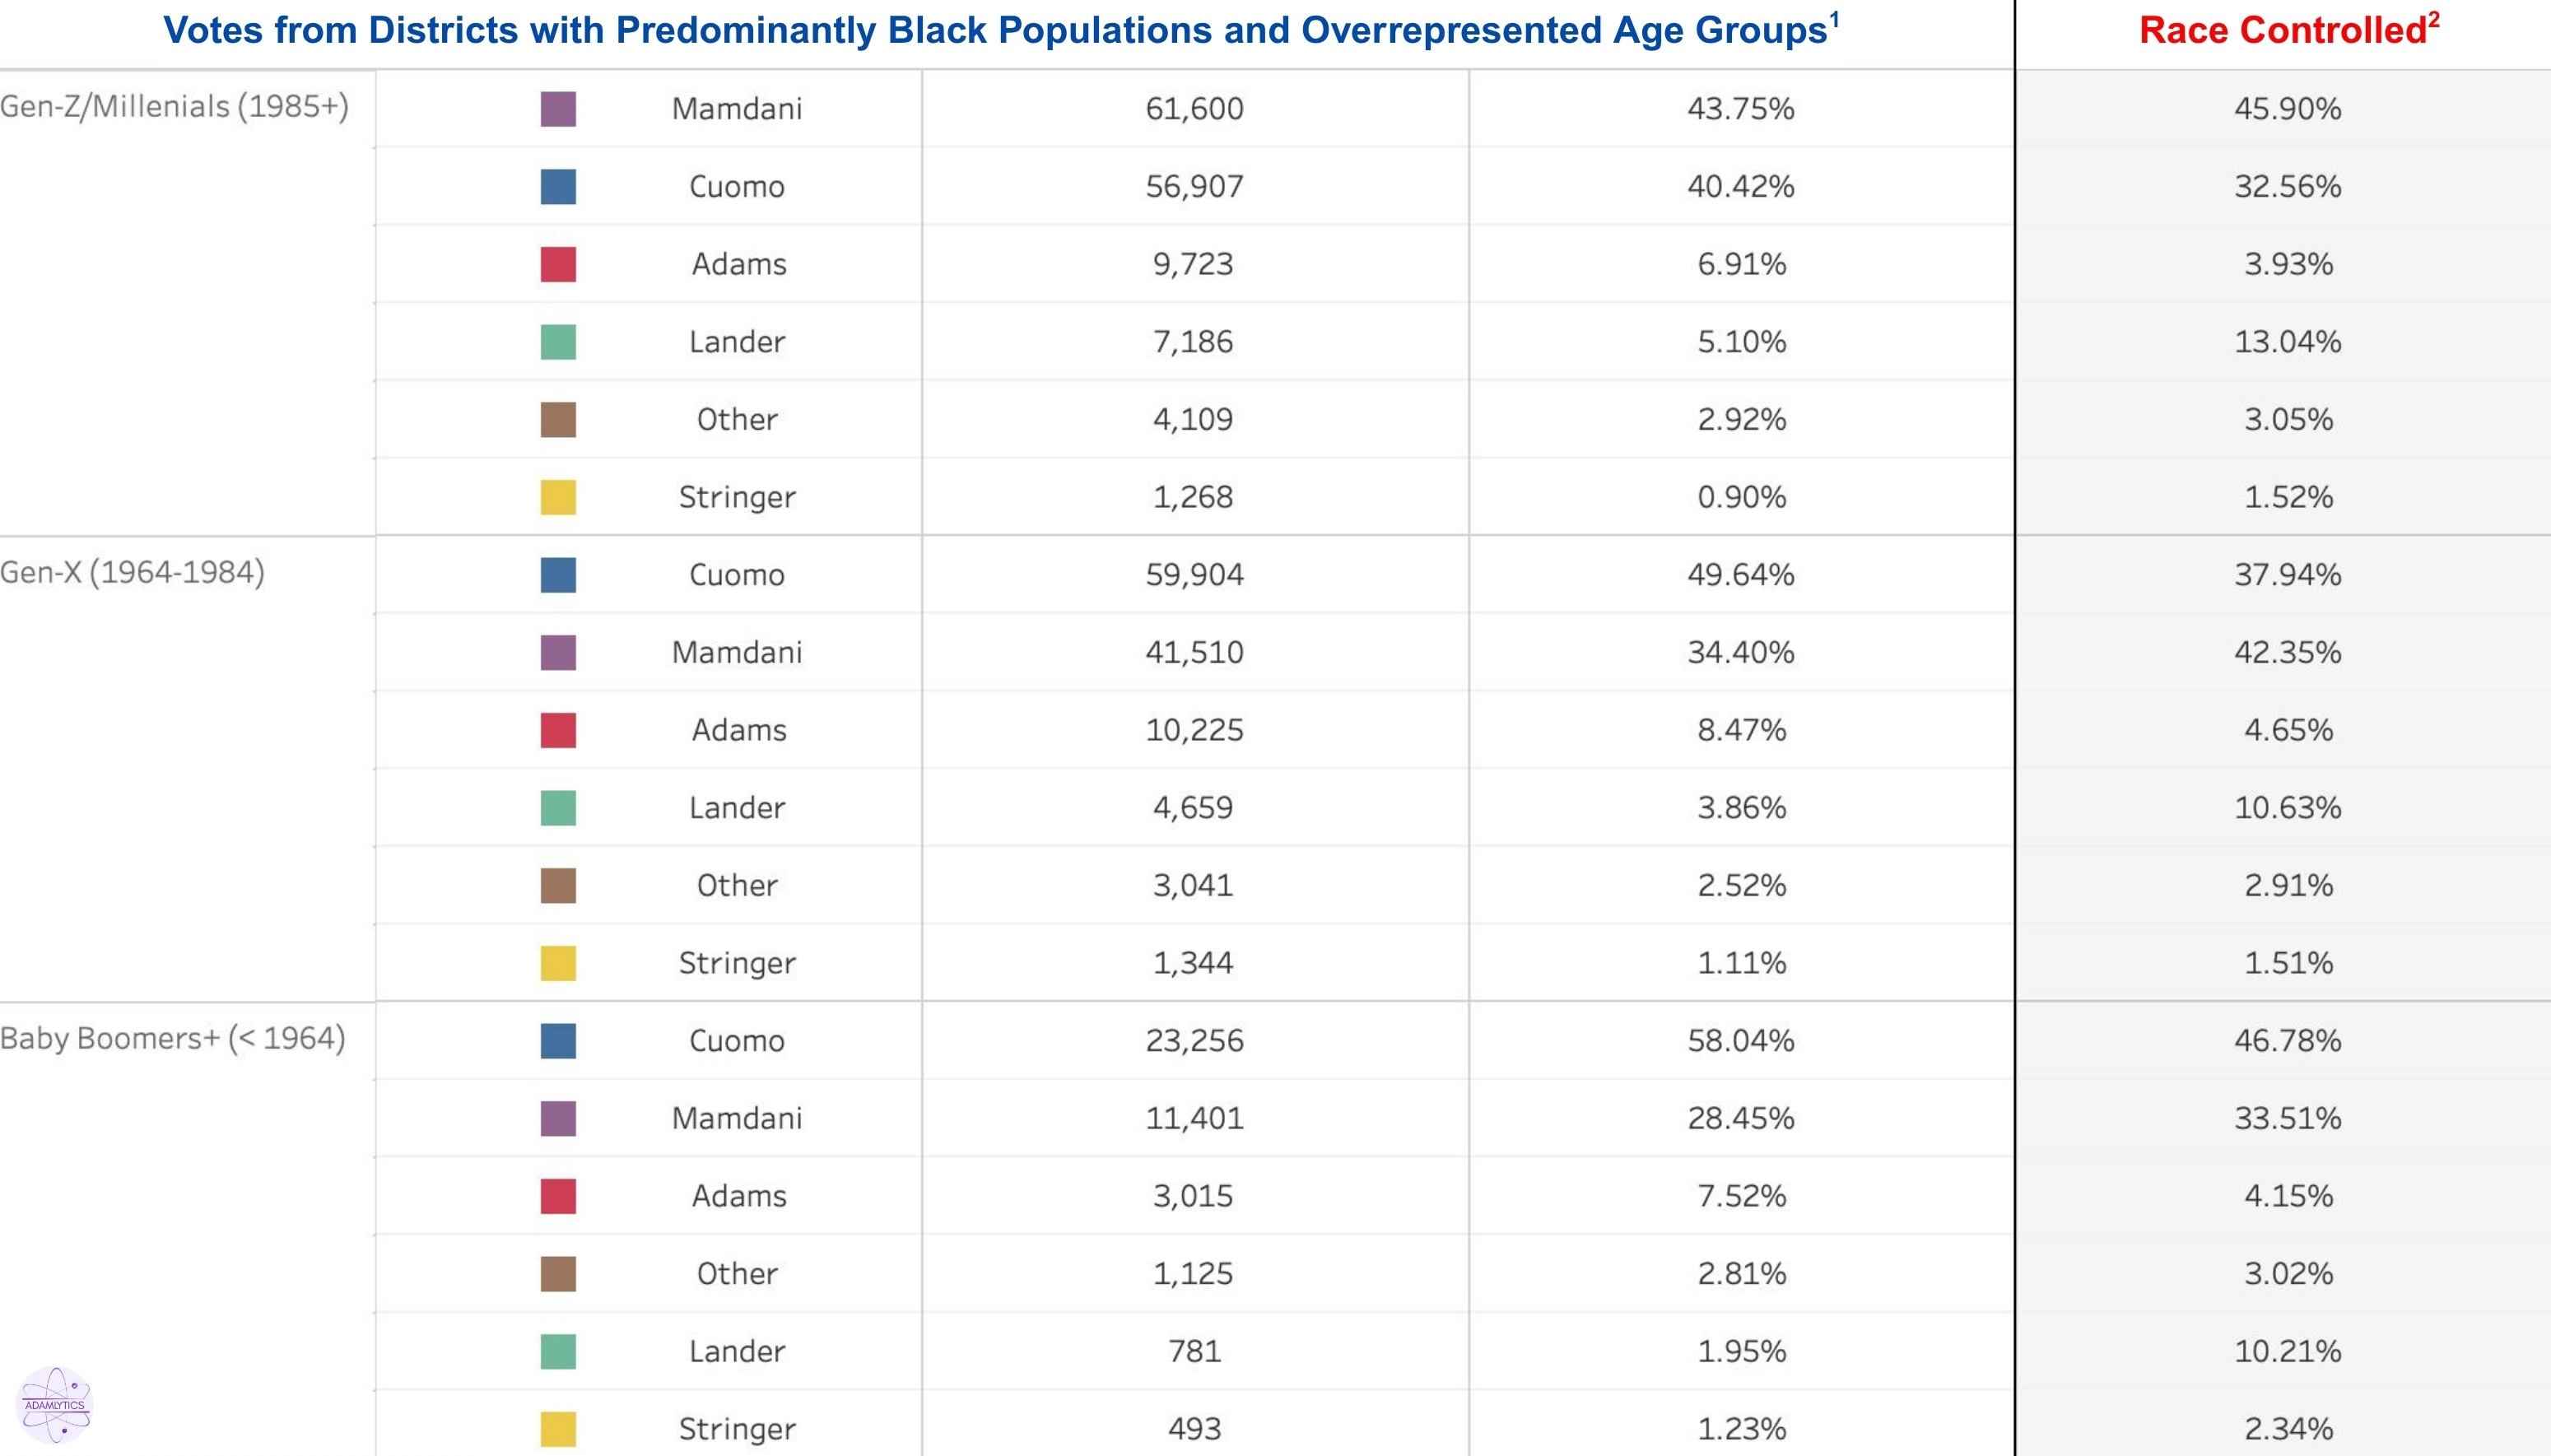 Votes from Districts with Predominantly Black Populations and Overrepresented Age Groups1 Race Controlled2
Gen-Z/Millenials (1985+) Mamdani 61,600 43.75% 45.90%
Cuomo 56,907 40.42% 32.56%
Adams 9,723 6.91% 3.93%
Lander 7,186 5.10% 13.04%
Other 4,109 2.92% 3.05%
Stringer 1,268 0.90% 1.52%
Gen-X (1964-1984) Cuomo 59,904 49.64% 37.94%
Mamdani 41,510 34.40% 42.35%
Adams 10,225 8.47% 4.65%
Lander 4,659 3.86% 10.63%
Other 3,041 2.52% 2.91%
Stringer 1,344 1.11% 1.51%
Baby Boomers+ (< 1964) Cuomo 23,256 58.04% 46.78%
Mamdani 11,401 28.45% 33.51%
Adams 3,015 7.52% 4.15%
Other 1,125 2.81% 3.02%
Lander 781 1.95% 10.21%
ADAMLYTICS
Stringer 493 1.23% 2.34%